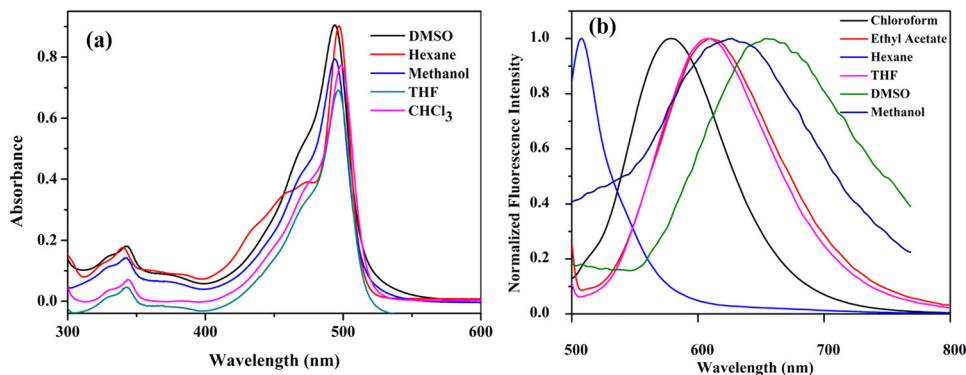 (a)
DMSO
Hexane
Methanol
THF
CHCl3
Absorbance
0.8
0.6
0.4
0.2
0.0
300
400
500
600
Wavelength (nm)
(b)
Chloroform
Ethyl Acetate
Hexane
THF
DMSO
Methanol
Normalized Fluorescence Intensity
1.0
0.8
0.6
0.4
0.2
0.0
500
600
700
800
Wavelength (nm)